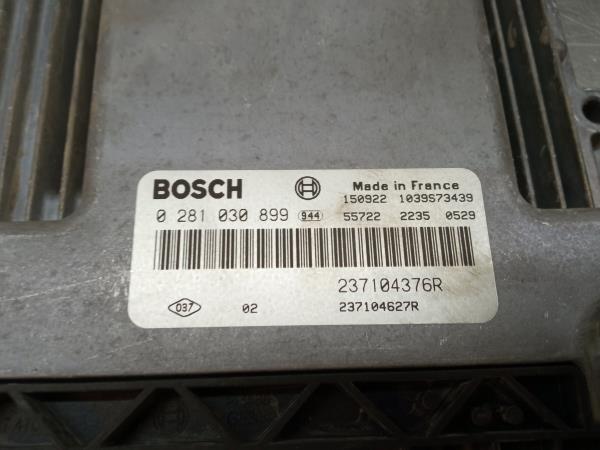 BOSCH
Made in France
150922 1039S73439
0 281 030 899 944 55722 2235 0529
237104376R
037 02 237104627R